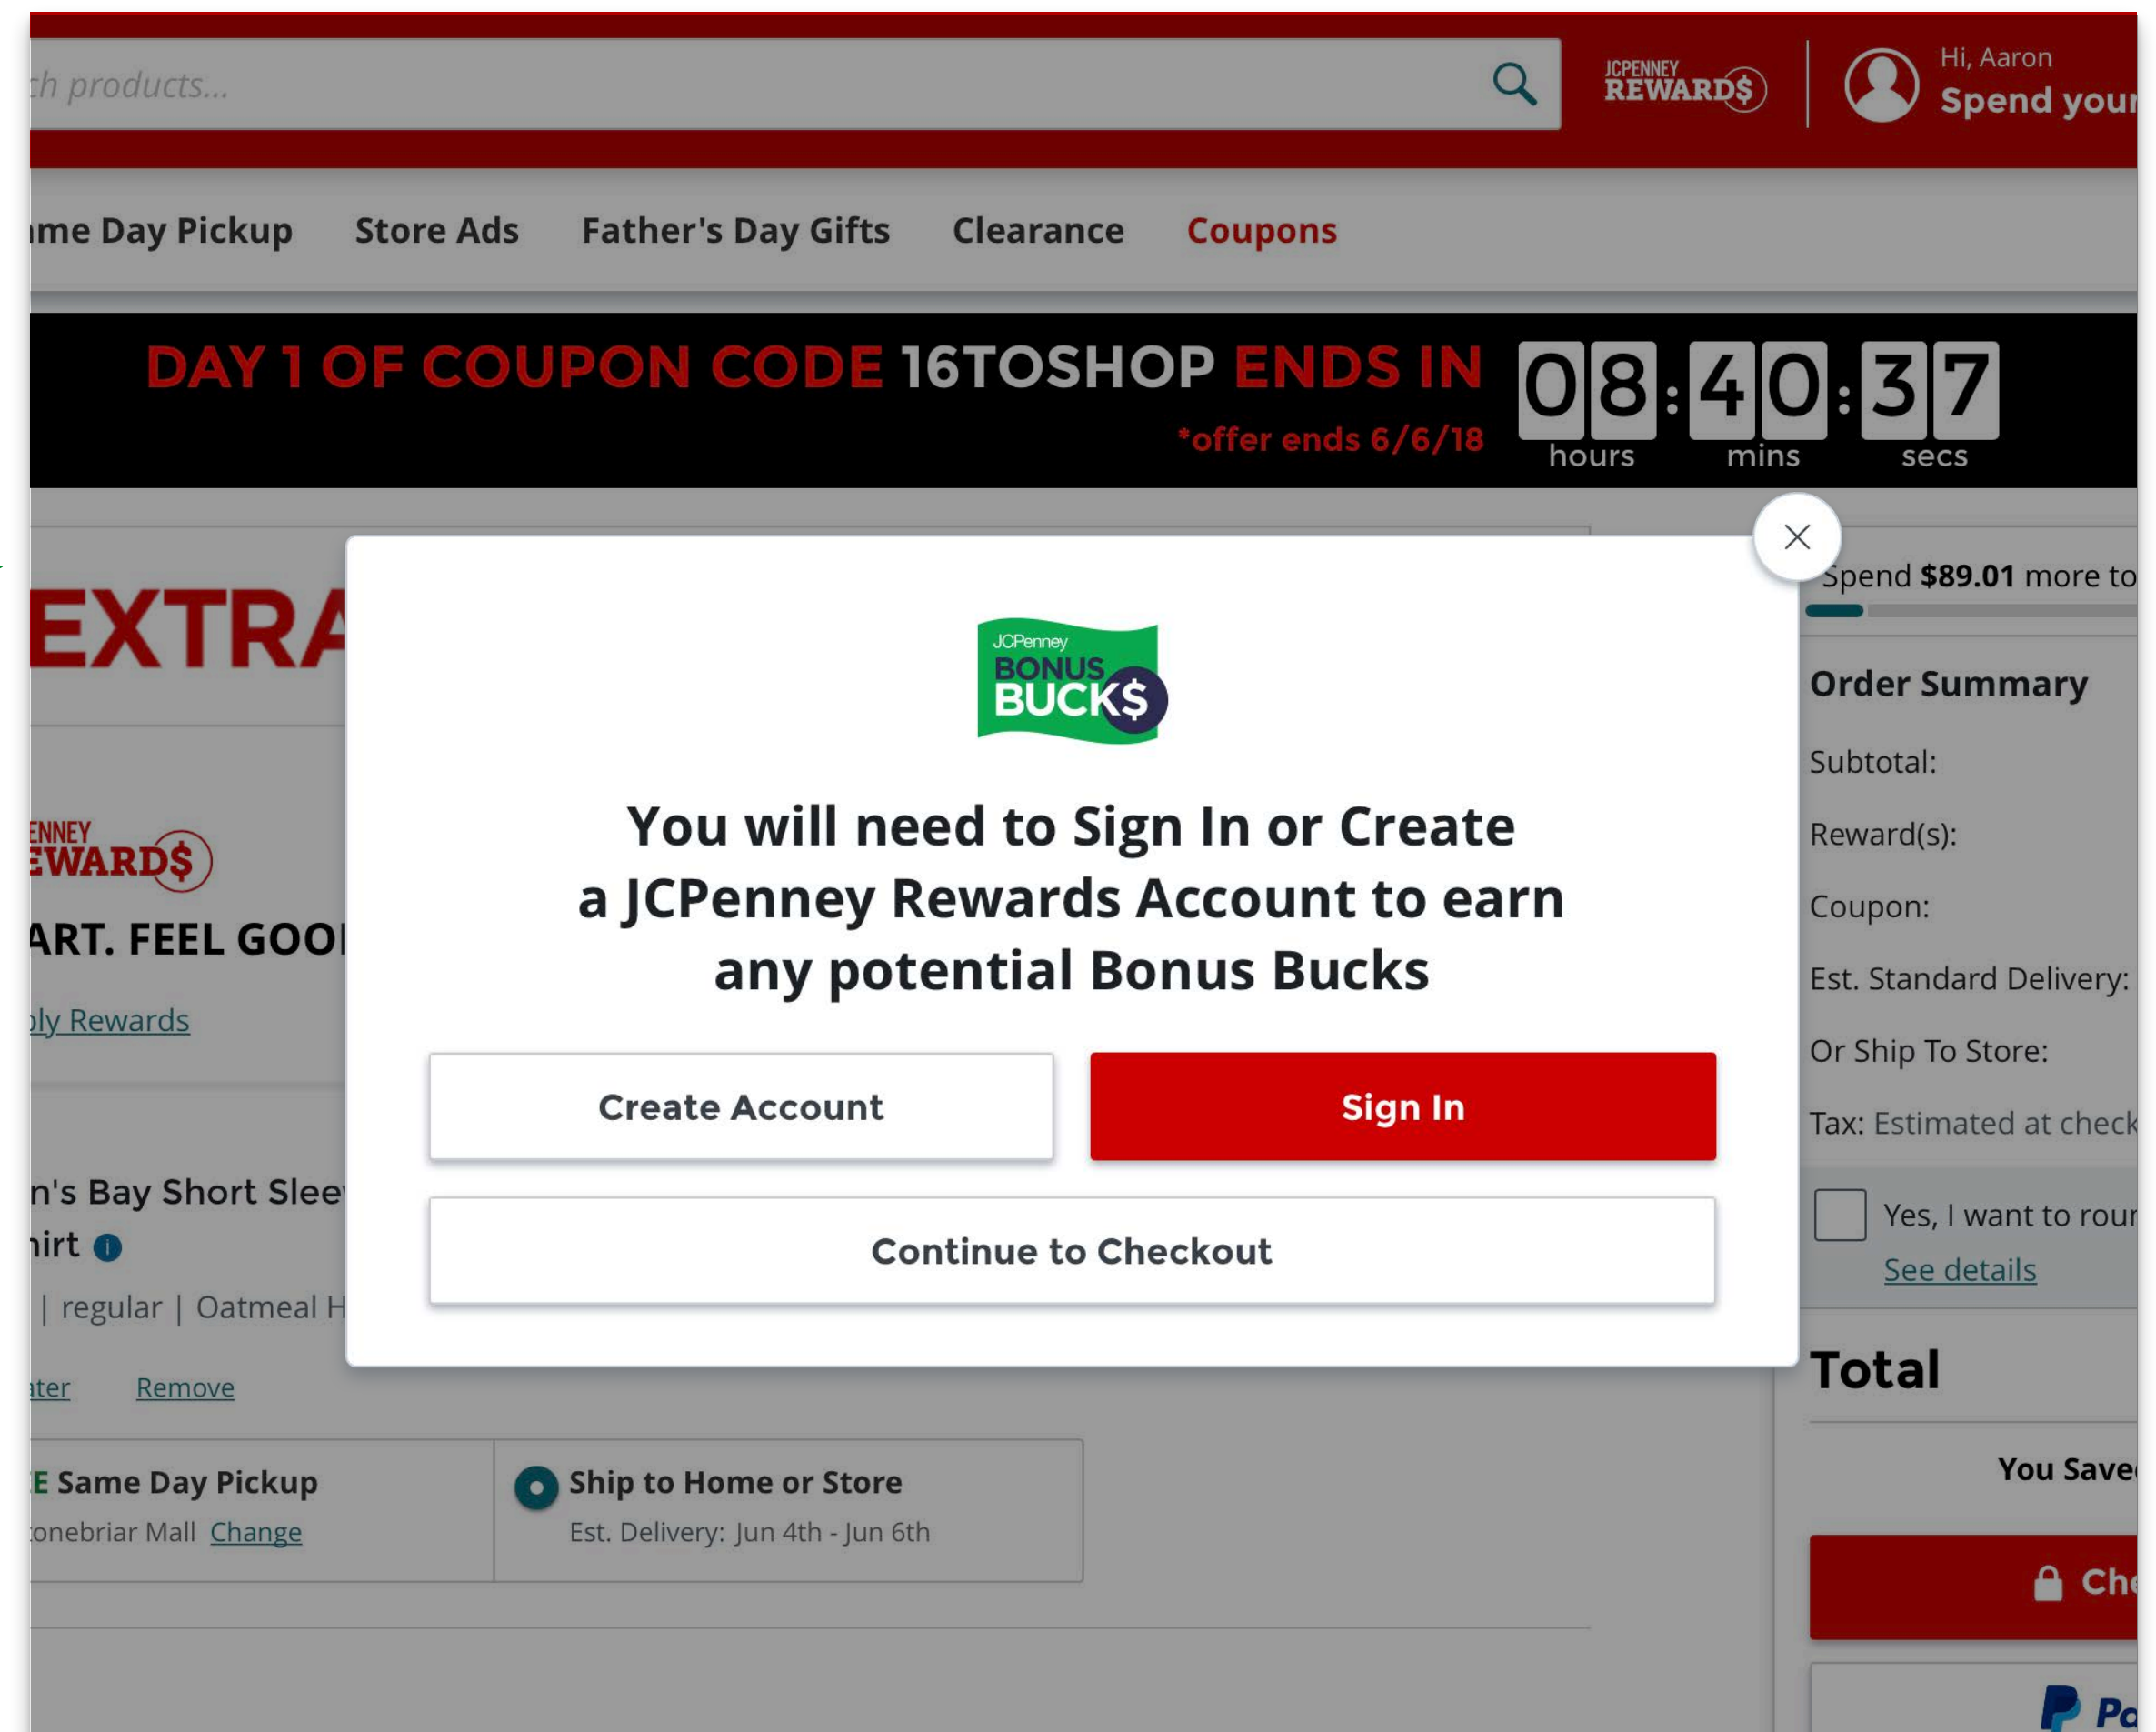 ch products...
JCPENNEY
REWARD$
Hi, Aaron
Spend your
me Day Pickup Store Ads Father's Day Gifts Clearance Coupons
DAY 1 OF COUPON CODE 16TOSHOP ENDS IN 08:40:37
*offer ends 6/6/18
hours mins secs
EXTRA
Spend $89.01 more to
JCPenney
BONUS
BUCK$
You will need to Sign In or Create
a JCPenney Rewards Account to earn
any potential Bonus Bucks
Create Account Sign In
Continue to Checkout
ENNEY
EWARD$
ART. FEEL GOO
ly Rewards
n's Bay Short Slee
hirt
| regular | Oatmeal H
ater Remove
E Same Day Pickup
onebriar Mall Change
Ship to Home or Store
Est. Delivery: Jun 4th - Jun 6th
Order Summary
Subtotal:
Reward(s):
Coupon:
Est. Standard Delivery:
Or Ship To Store:
Tax: Estimated at check
Yes, I want to roun
See details
Total
You Save
Che
Pa